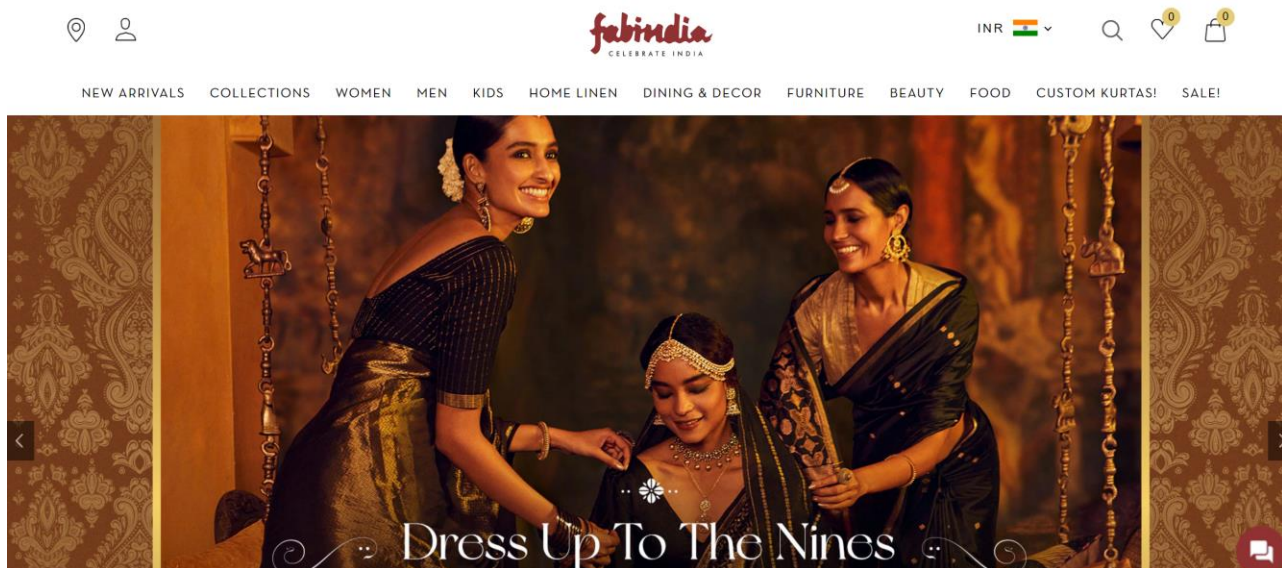 fabindia
CELEBRATE INDIA
INR
0
0
NEW ARRIVALS COLLECTIONS WOMEN MEN KIDS HOME LINEN DINING & DECOR FURNITURE BEAUTY FOOD CUSTOM KURTAS! SALE!
Dress Up To The Nines